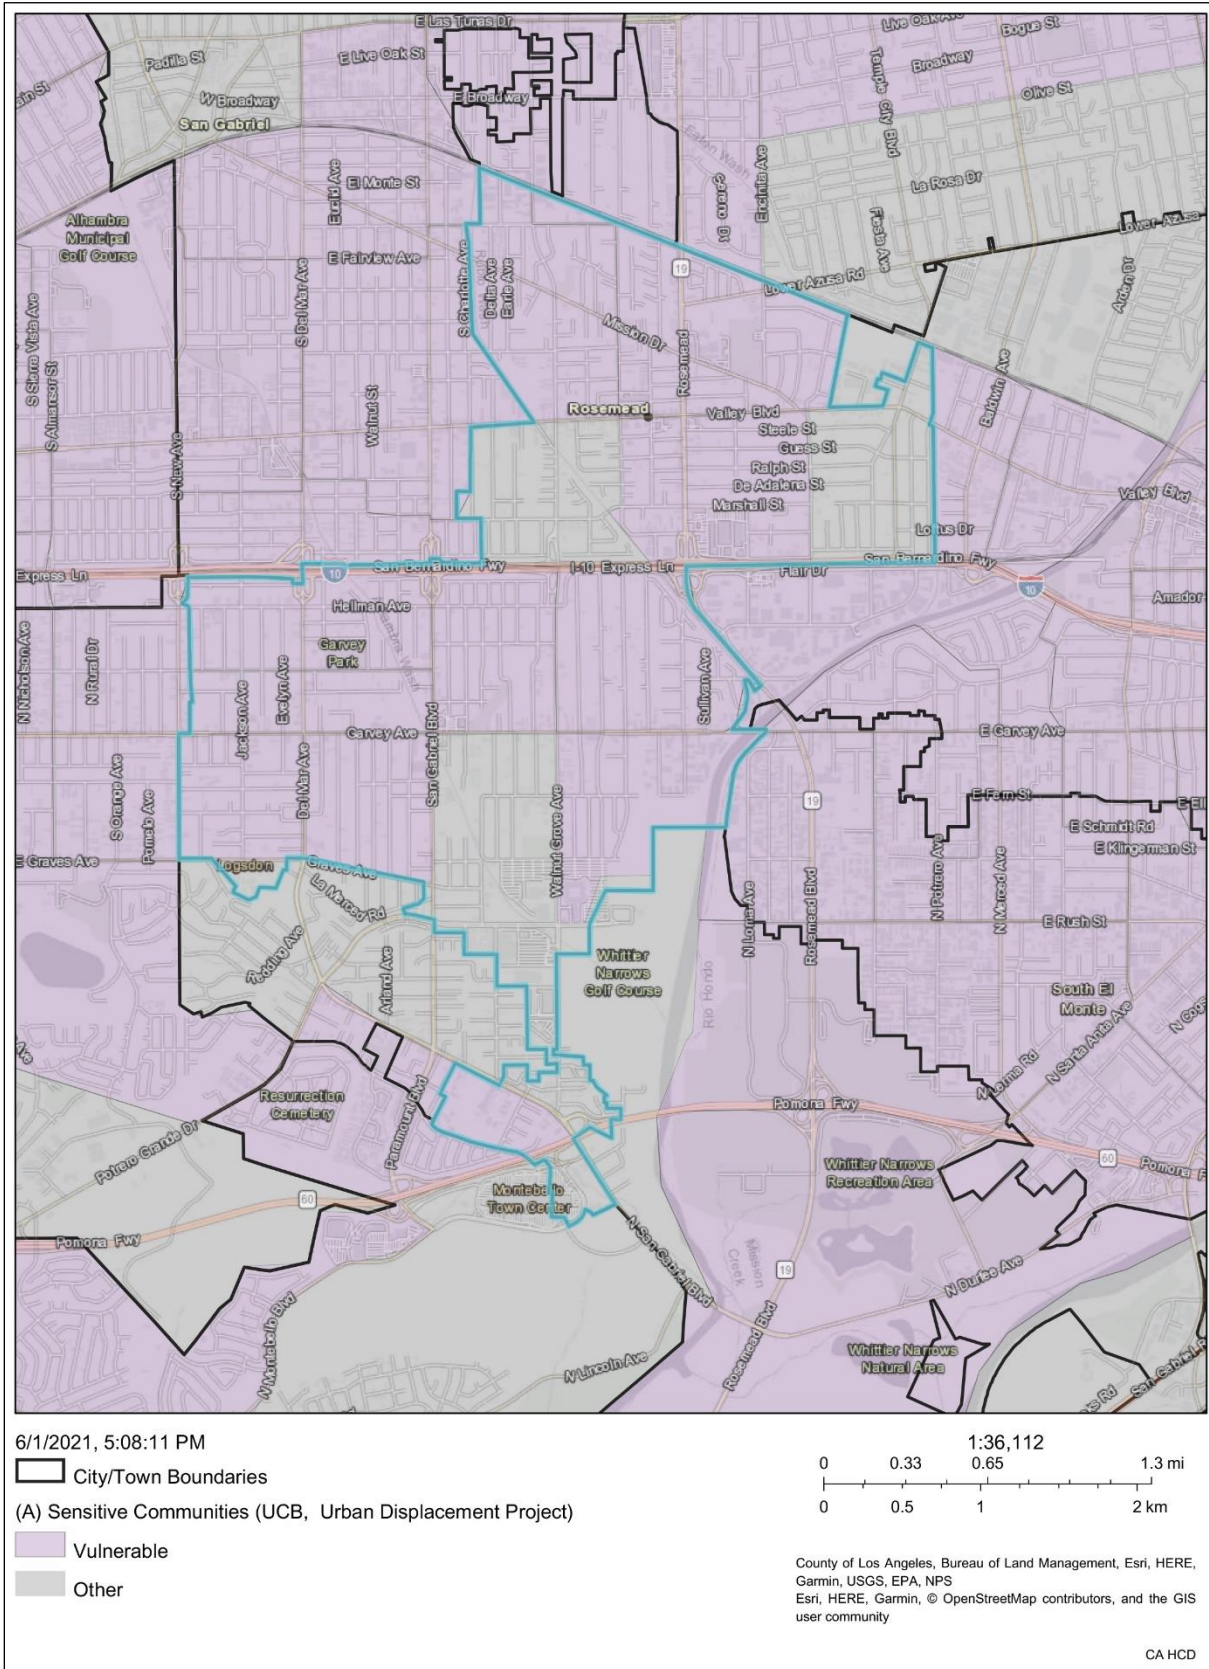 E Las Tunas Dr
Live Oak Ave
Bogue St
Padilla St
E Live Oak St
Broadway
Temple City Blvd
Olive St
W Broadway
E Broadway
San Gabriel
Eaton Wash
Encinita Ave
La Rosa Dr
El Monte St
Euclid Ave
Fiesta Ave
Lower Azusa
Alhambra
Municipal
Golf Course
E Fairview Ave
S Charlotte Ave
Delta Ave
Earle Ave
19
Lower Azusa Rd
Arden Dr
S Sierra Vista Ave
S Almansor St
S Del Mar Ave
Mission Dr
Rosemead
Baldwin Ave
Walnut St
Rosemead
Valley Blvd
Steele St
Guess St
Ralph St
De Adalena St
Marshall St
S New Ave
Valley Blvd
Loftus Dr
Express Ln
10
San Bernardino Fwy
I-10 Express Ln
Flair Dr
San Bernardino Fwy
10
Amador
Hellman Ave
N Nicholson Ave
N Rural Dr
Garvey
Park
Evelyn Ave
Jackson Ave
Sullivan Ave
Garvey Ave
San Gabriel Blvd
E Garvey Ave
S Orange Ave
Pomelo Ave
Del Mar Ave
19
E Fern St
E Schmidt Rd
E Klingerman St
E Graves Ave
Logsdon
Graves Ave
La Merced Rd
Walnut Grove Ave
N Potrero Ave
N Merced Ave
N Loma Ave
Rosemead Blvd
E Rush St
Arland Ave
Whittier
Narrows
Golf Course
Rio Hondo
South El
Monte
N Santa Anita Ave
N Lerma Rd
Resurrection
Cemetery
Paramount Blvd
Pomona Fwy
Potrero Grande Dr
Whittier Narrows
Recreation Area
60
Montebello
Town Center
60
Pomona Fwy
N San Gabriel Blvd
Mission
Creek
19
N Durfee Ave
N Montebello Blvd
Rosemead Blvd
N Lincoln Ave
Whittier Narrows
Natural Area
6/1/2021, 5:08:11 PM
City/Town Boundaries
(A) Sensitive Communities (UCB, Urban Displacement Project)
Vulnerable
Other
1:36,112
0 0.33 0.65 1.3 mi
0 0.5 1 2 km
County of Los Angeles, Bureau of Land Management, Esri, HERE,
Garmin, USGS, EPA, NPS
Esri, HERE, Garmin, © OpenStreetMap contributors, and the GIS
user community
CA HCD